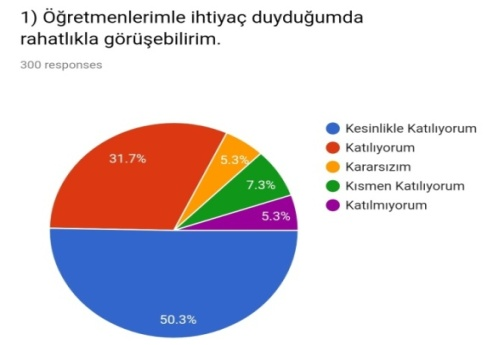 1) Öğretmenlerimle ihtiyaç duyduğumda
rahatlıkla görüşebilirim.
300 responses
Kesinlikle Katılıyorum
Katılıyorum
Kararsızım
Kısmen Katılıyorum
Katılmıyorum
31.7%
5.3%
7.3%
5.3%
50.3%